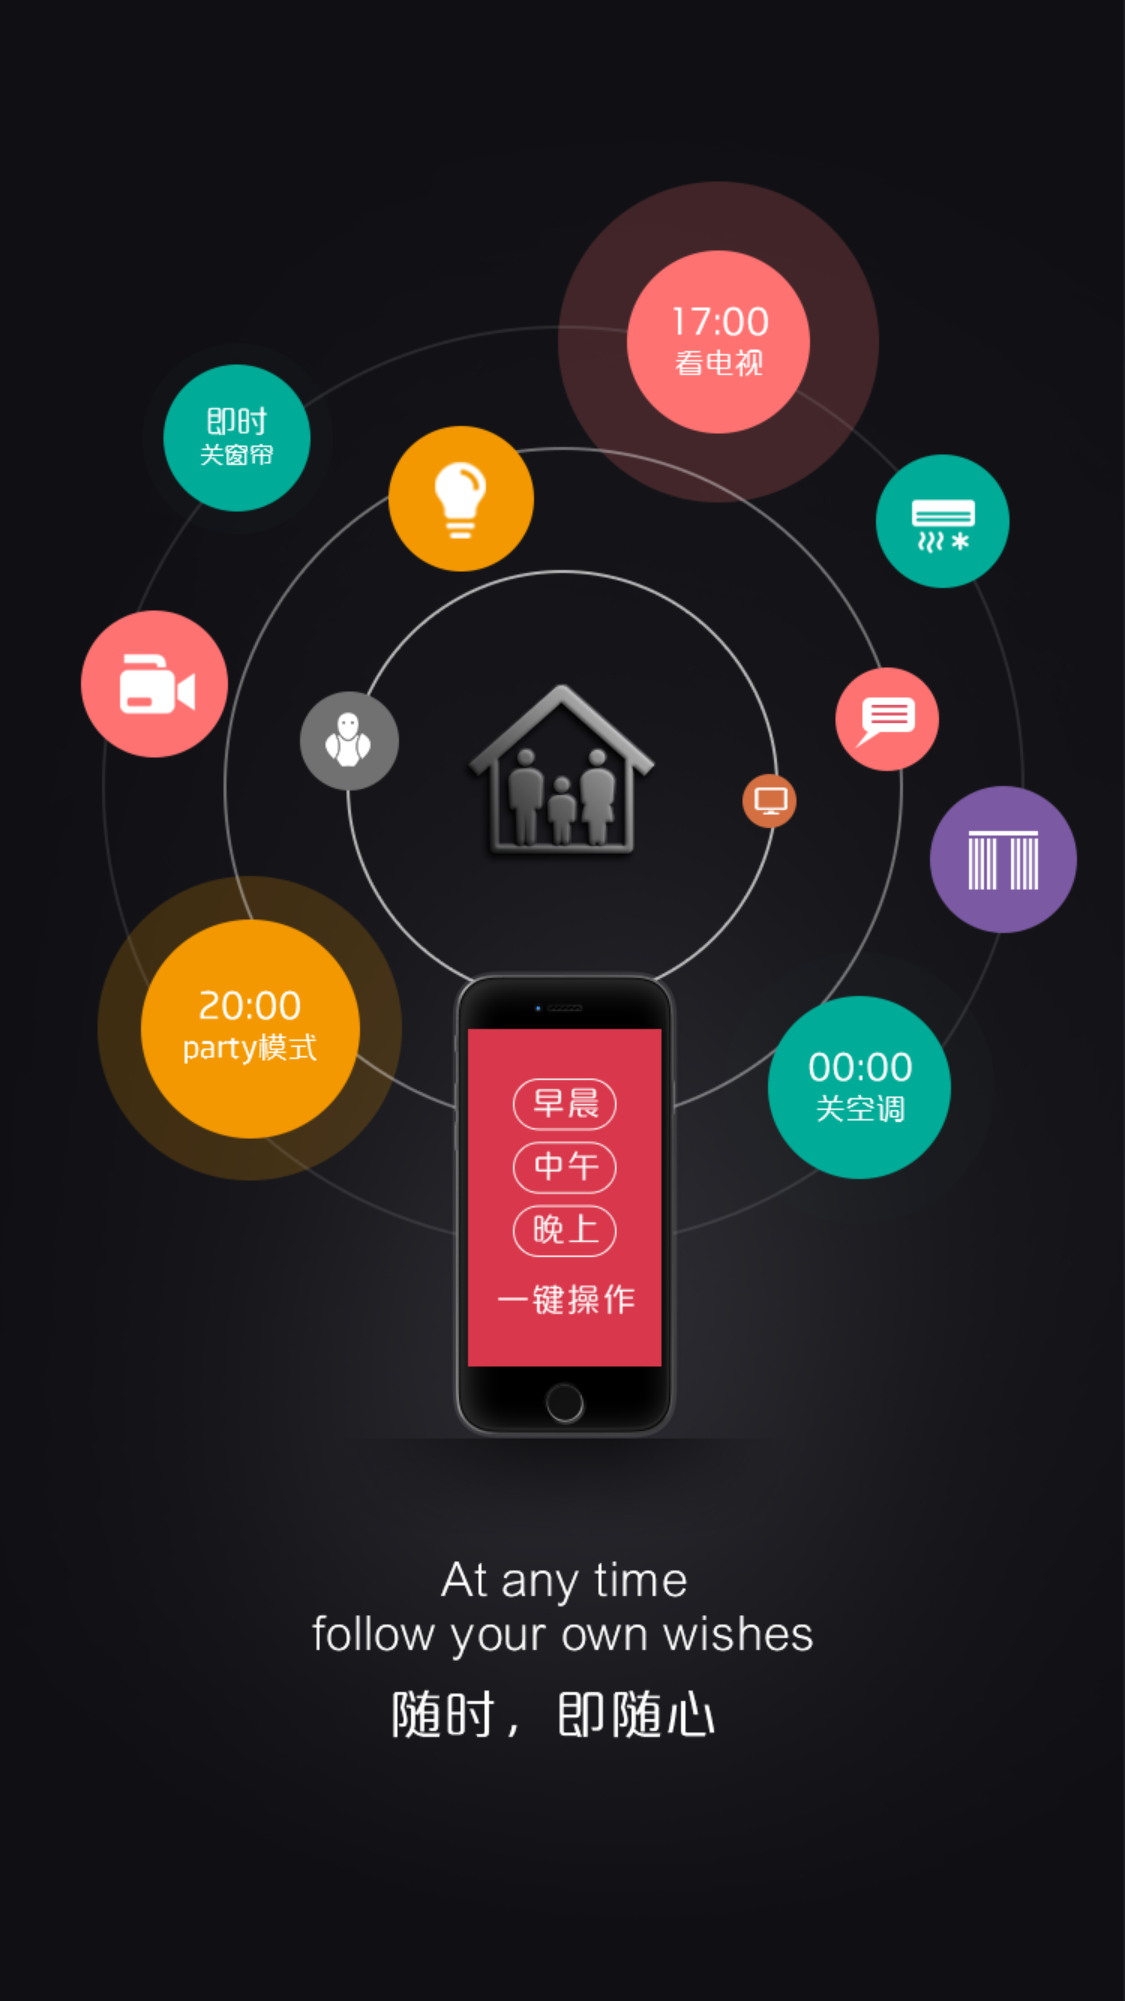 17:00
看电视
即时
关窗帘
20:00
party模式
00:00
关空调
早晨
中午
晚上
一键操作
At any time
follow your own wishes
随时，即随心